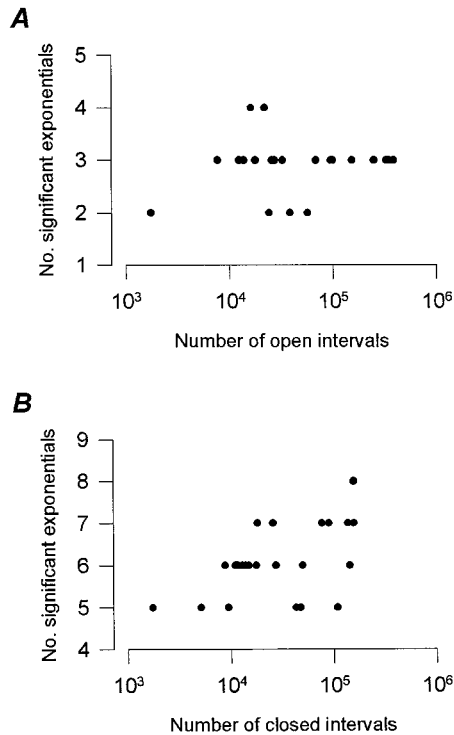 A
No. significant exponentials
5
4
3
2
1
10³ 10⁴ 10⁵ 10⁶
Number of open intervals
B
No. significant exponentials
9
8
7
6
5
4
10³ 10⁴ 10⁵ 10⁶
Number of closed intervals